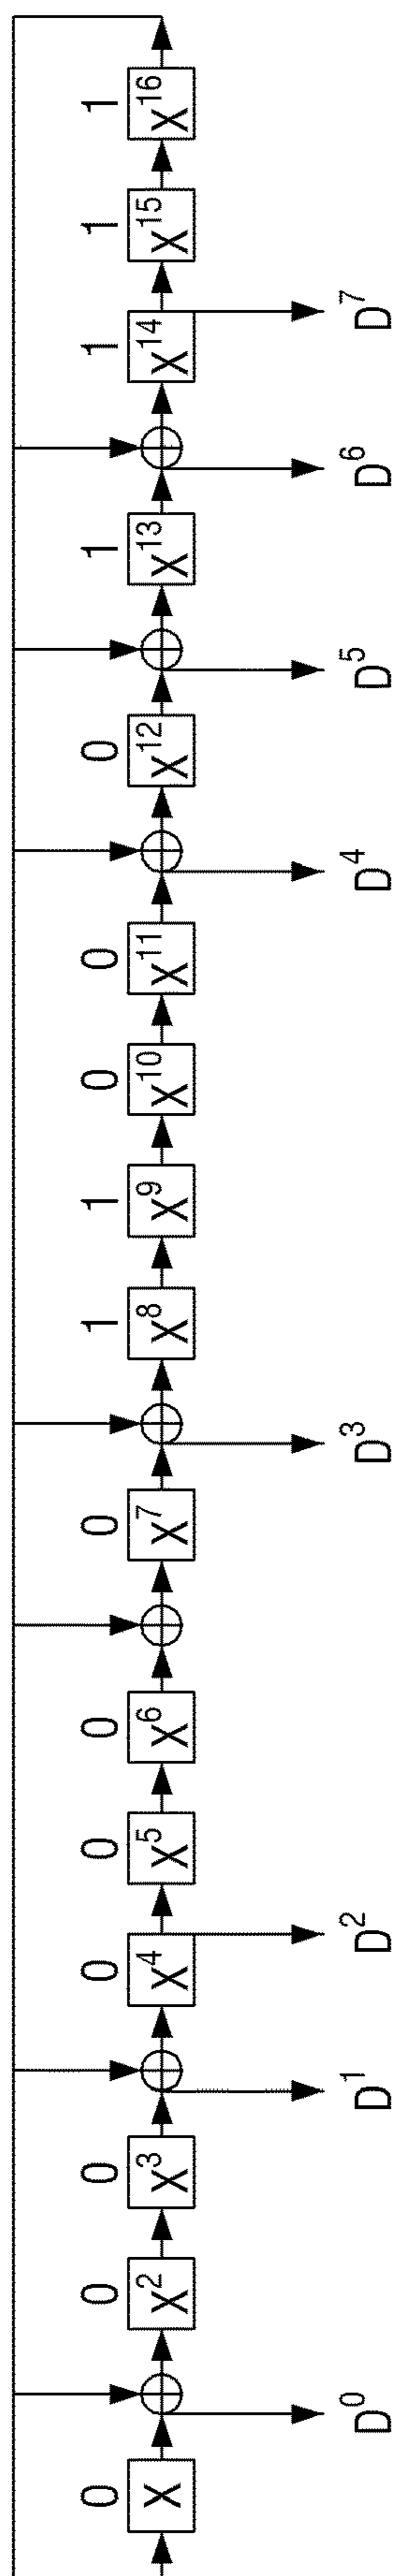 0 0 0 0 0 0 0 1 1 0 0 0 1 1 1 1
X X² X³ X⁴ X⁵ X⁶ X⁷ X⁸ X⁹ X¹⁰ X¹¹ X¹² X¹³ X¹⁴ X¹⁵ X¹⁶
D⁰ D¹ D² D³ D⁴ D⁵ D⁶ D⁷